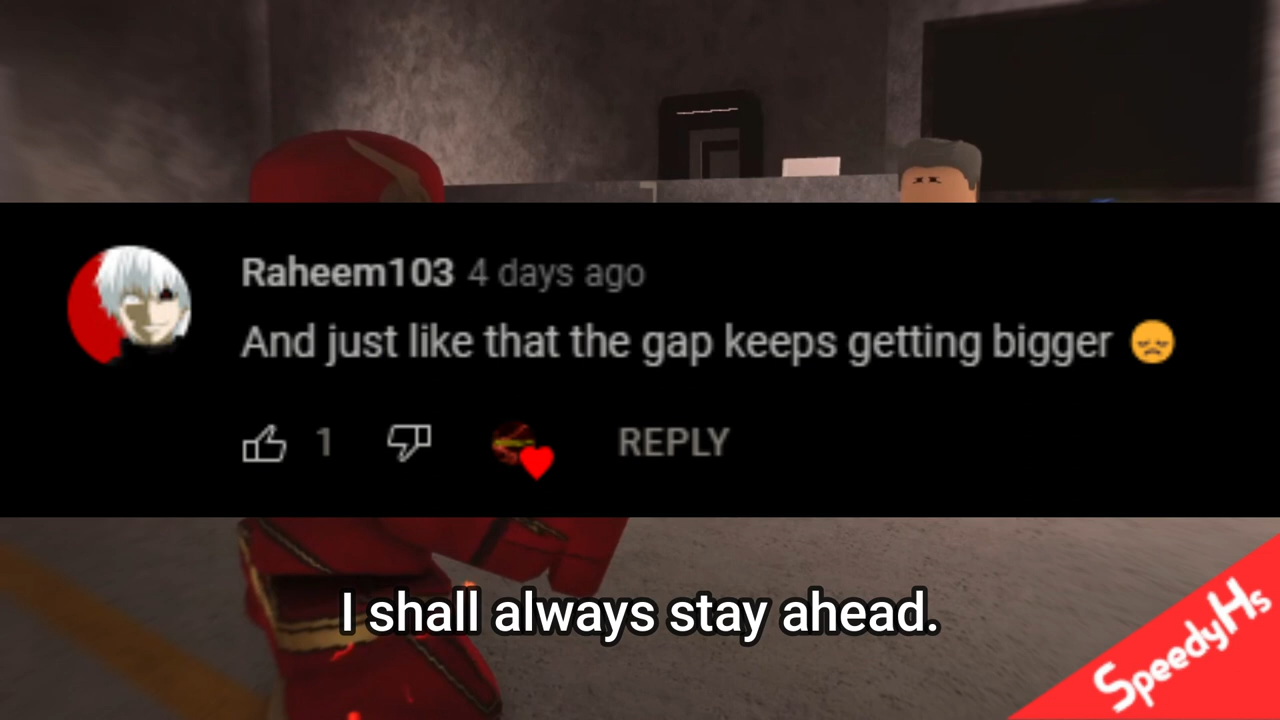 Raheem103 4 days ago
And just like that the gap keeps getting bigger 😞
1 REPLY
I shall always stay ahead.
SpeedyHs